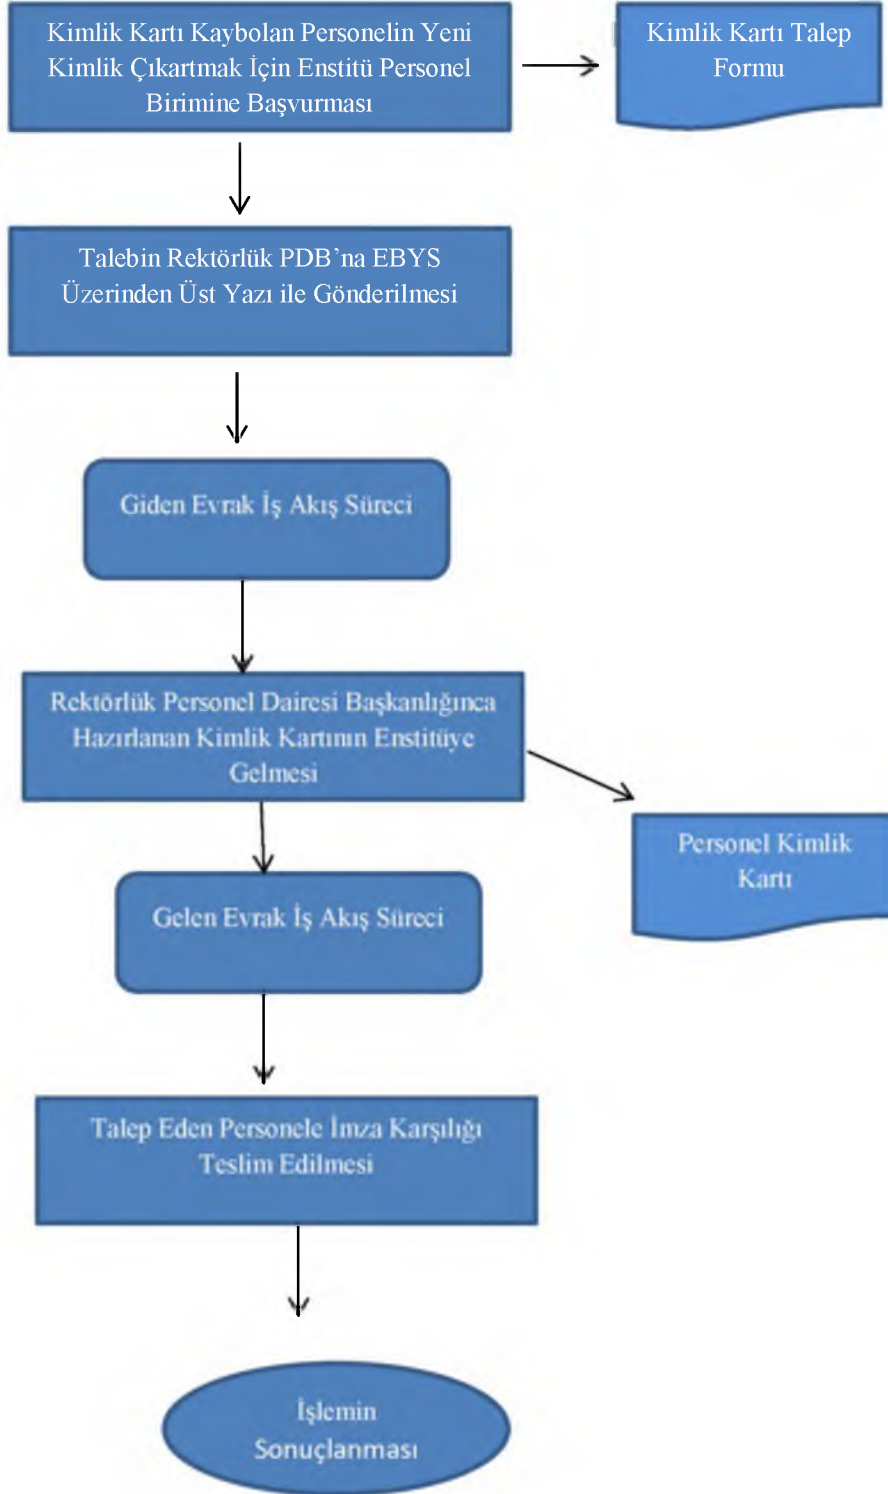 Kimlik Kartı Kaybolan Personelin Yeni
Kimlik Çıkartmak İçin Enstitü Personel
Birimine Başvurması
Kimlik Kartı Talep
Formu
Talebin Rektörlük PDB’na EBYS
Üzerinden Üst Yazı ile Gönderilmesi
Giden Evrak İş Akış Süreci
Rektörlük Personel Dairesi Başkanlığınca
Hazırlanan Kimlik Kartının Enstitüye
Gelmesi
Personel Kimlik
Kartı
Gelen Evrak İş Akış Süreci
Talep Eden Personele İmza Karşılığı
Teslim Edilmesi
İşlemin
Sonuçlanması